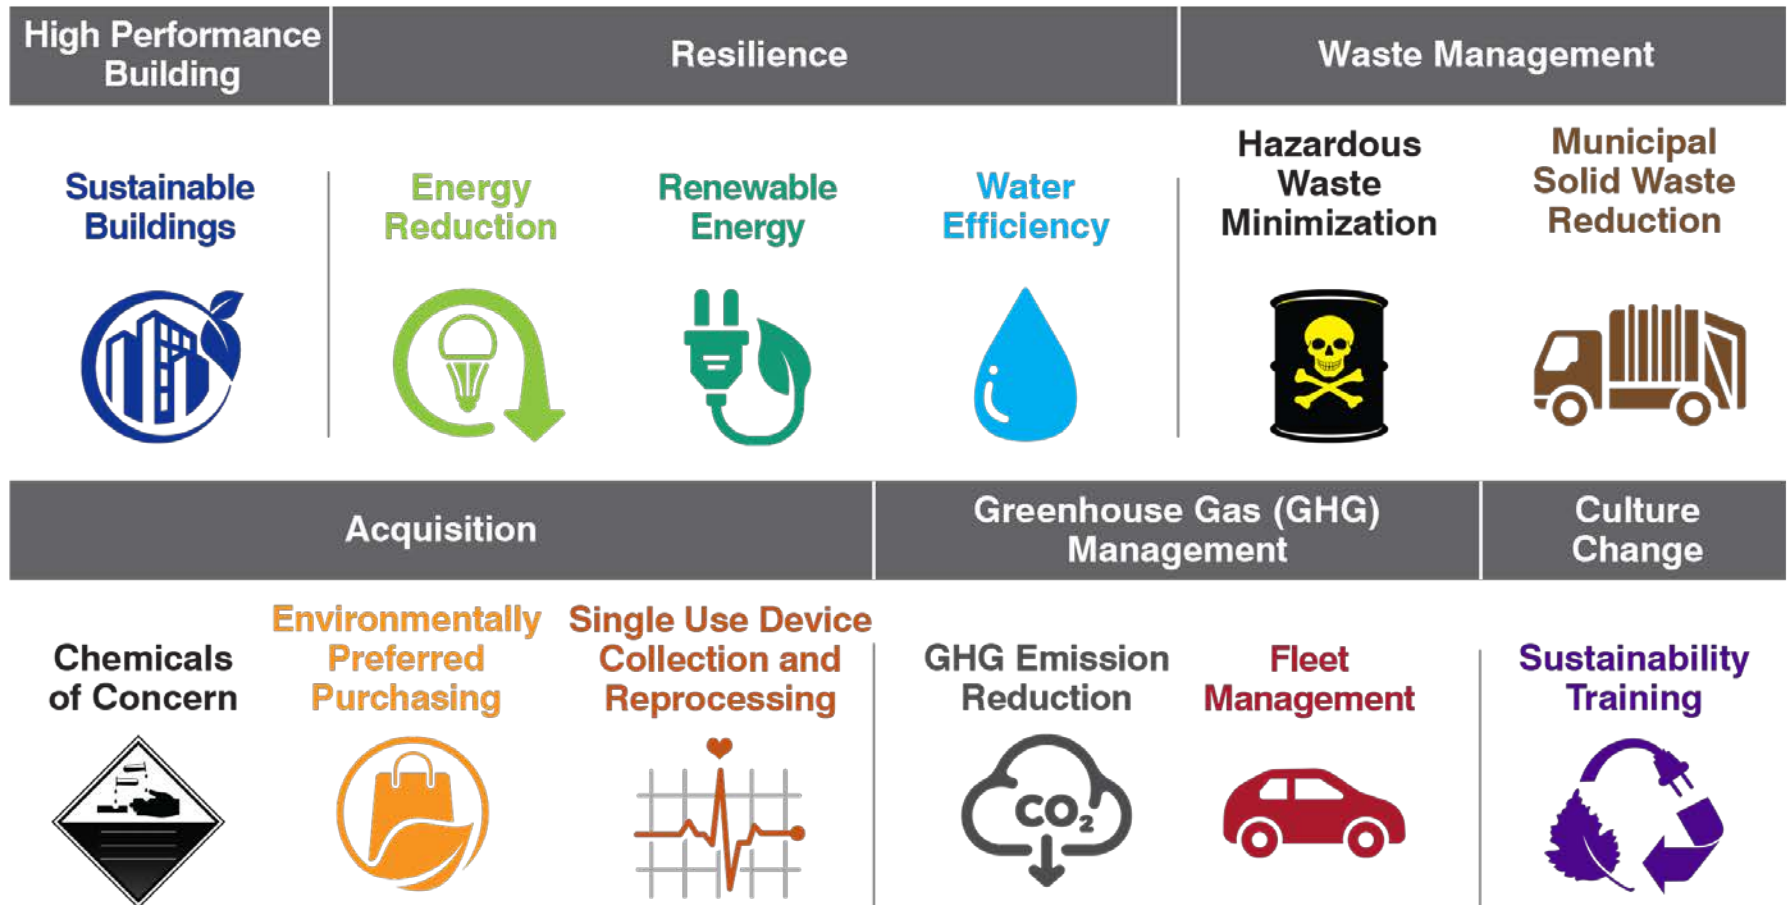 High Performance
Building
Resilience
Waste Management
Sustainable
Buildings
Energy
Reduction
Renewable
Energy
Water
Efficiency
Hazardous
Waste
Minimization
Municipal
Solid Waste
Reduction
Acquisition
Greenhouse Gas (GHG)
Management
Culture
Change
Chemicals
of Concern
Environmentally
Preferred
Purchasing
Single Use Device
Collection and
Reprocessing
GHG Emission
Reduction
CO₂
Fleet
Management
Sustainability
Training